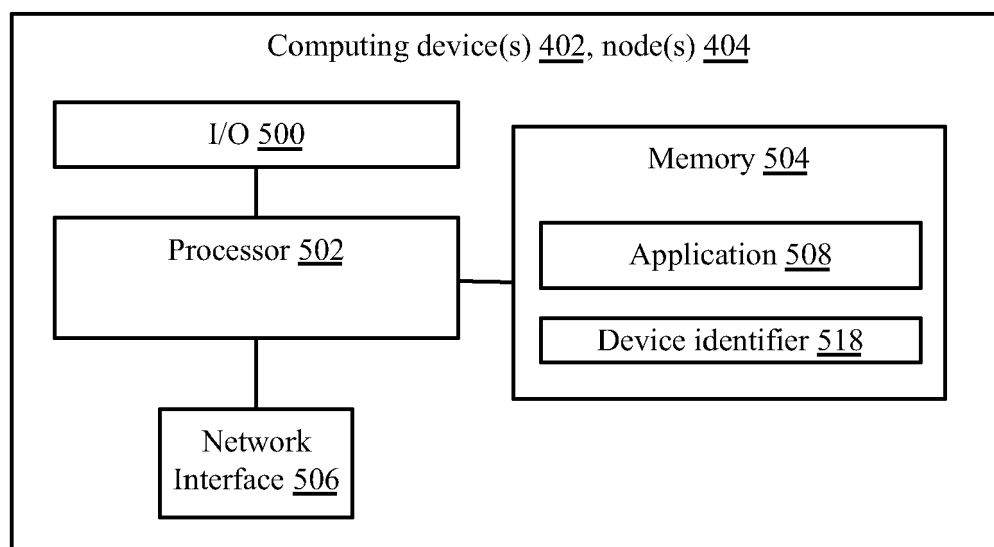 Computing device(s) 402, node(s) 404
I/O 500
Memory 504
Processor 502
Application 508
Device identifier 518
Network
Interface 506